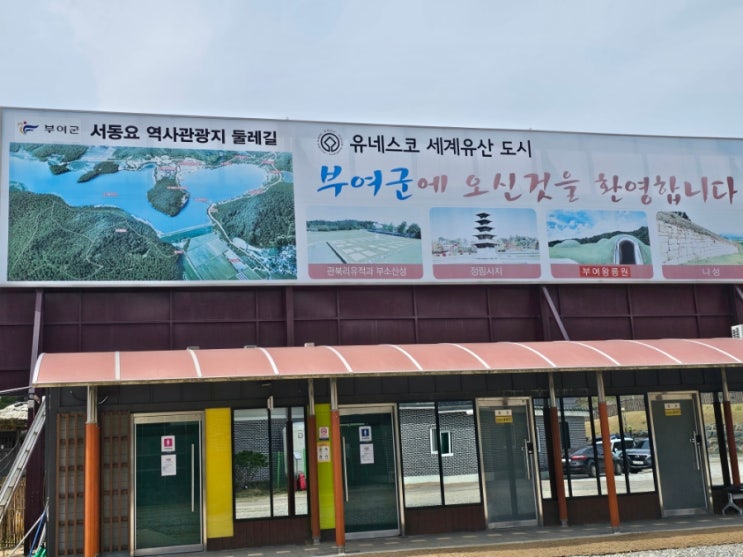 부여군
서동요 역사관광지 둘레길
유네스코 세계유산 도시
부여군에 오신것을 환영합니다
관북리유적과 부소산성
정림사지
부여왕릉원
나성